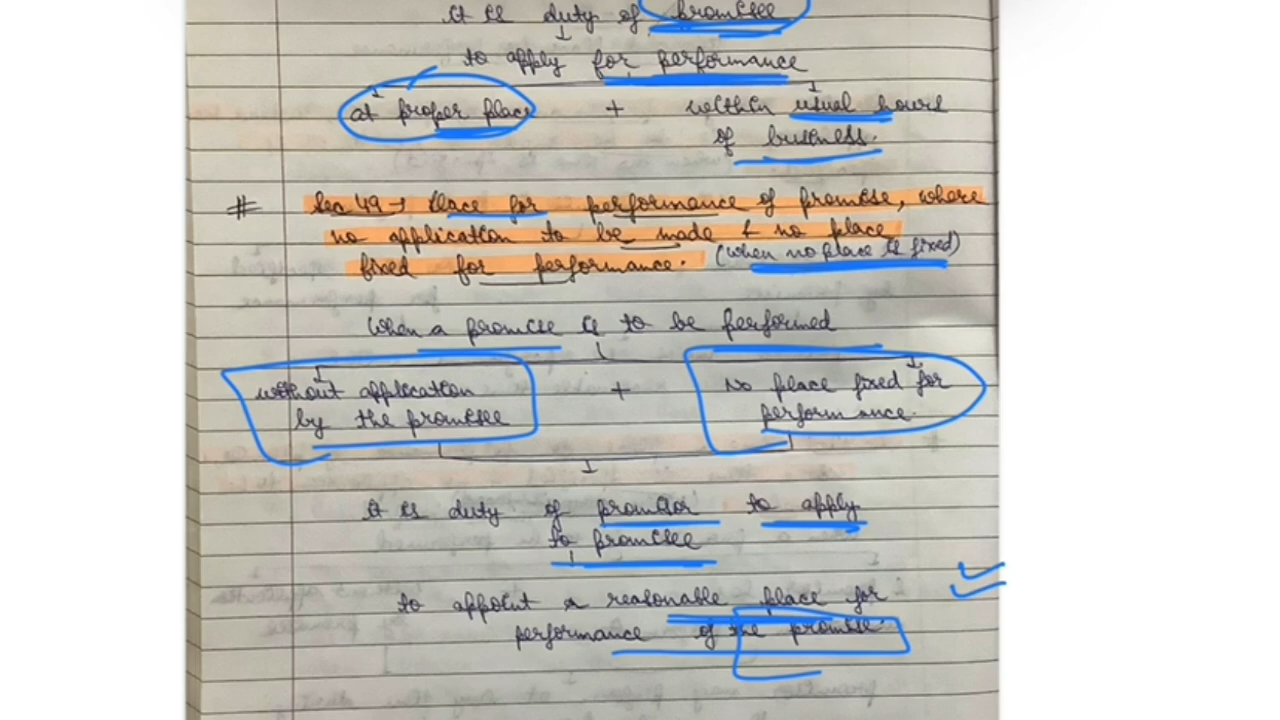 It is duty of promisee
to apply for performance
at proper place + within usual hours
of business.
# Sec 49 → Place for performance of promise, where
no application to be made & no place
fixed for performance. (when no place is fixed)
When a promise is to be performed
without application + No place fixed for
by the promisee performance.
It is duty of promisor to apply
to promisee
to appoint a reasonable place for
performance of the promise.